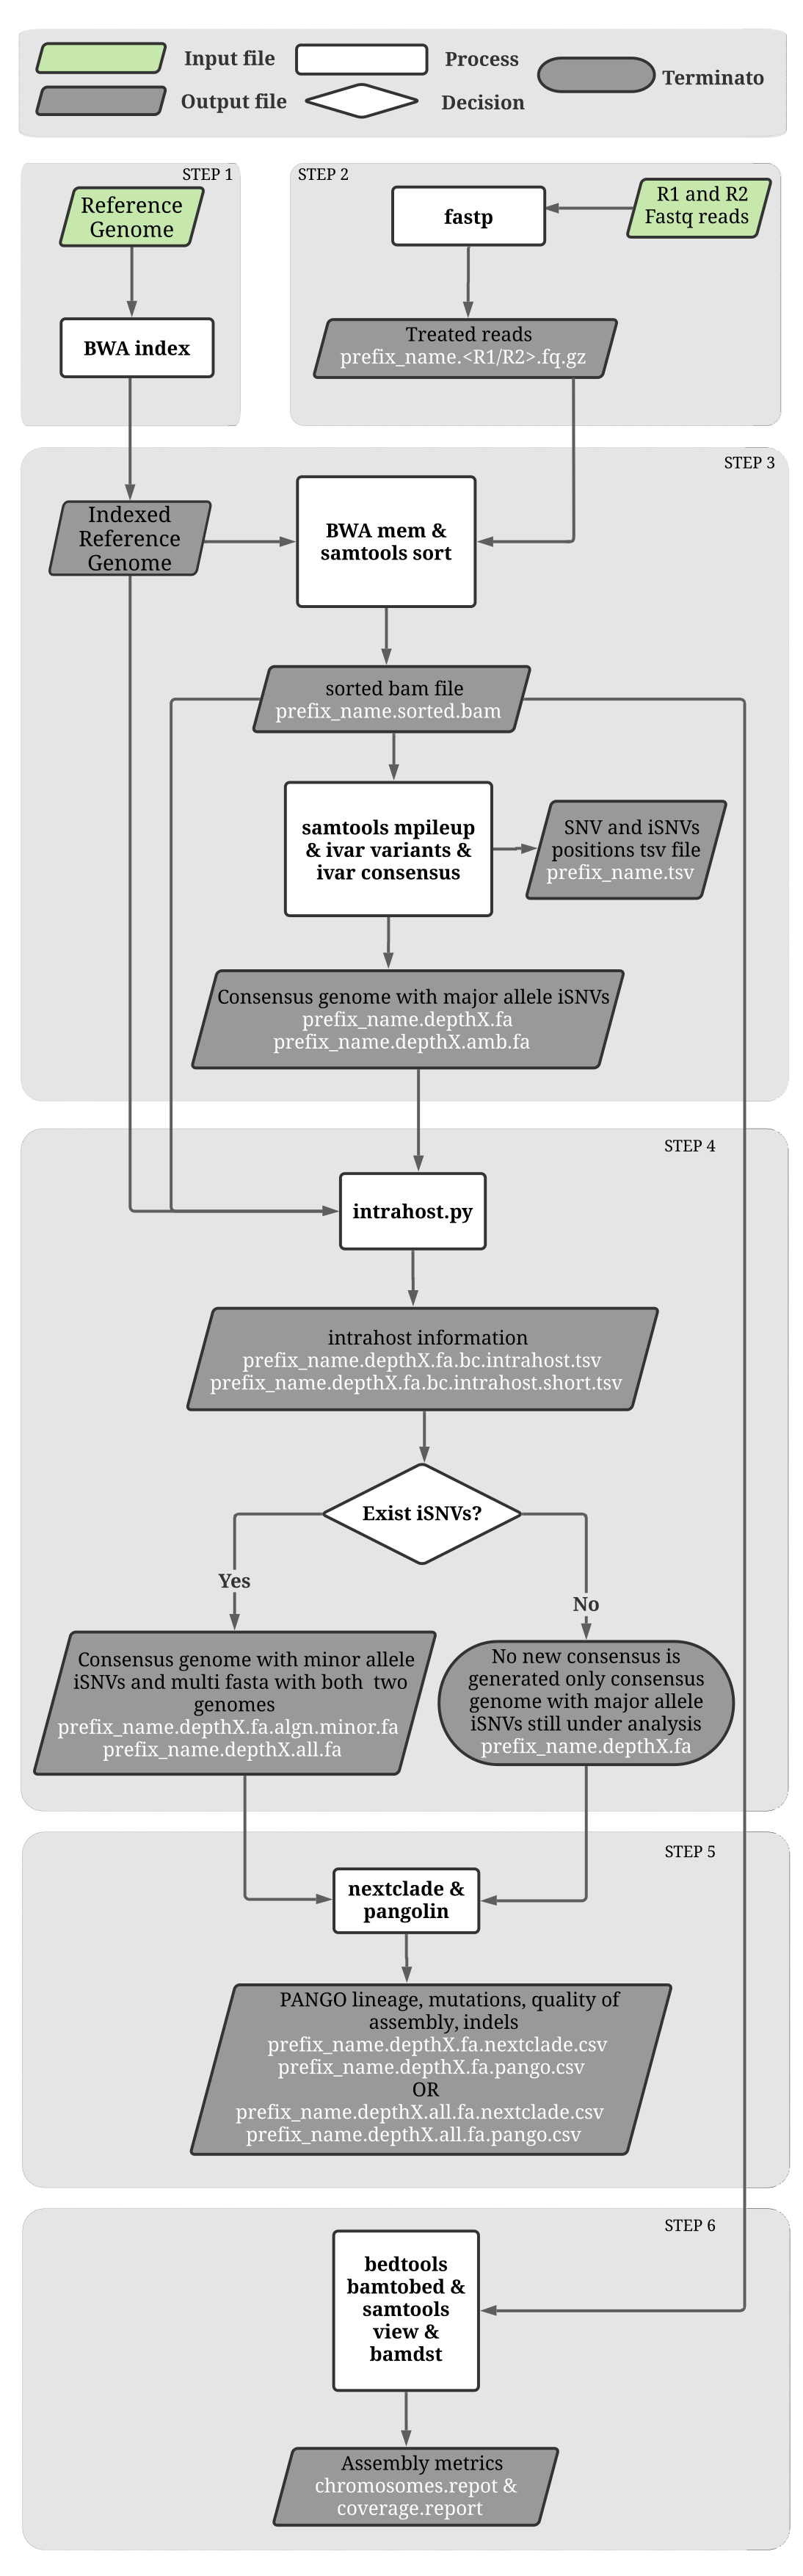 Input file
Process
Terminato
Output file
Decision
STEP 1
Reference
Genome
BWA index
STEP 2
R1 and R2
Fastq reads
fastp
Treated reads
prefix_name.<R1/R2>.fq.gz
STEP 3
Indexed
Reference
Genome
BWA mem &
samtools sort
sorted bam file
prefix_name.sorted.bam
samtools mpileup
& ivar variants &
ivar consensus
SNV and iSNVs
positions tsv file
prefix_name.tsv
Consensus genome with major allele iSNVs
prefix_name.depthX.fa
prefix_name.depthX.amb.fa
STEP 4
intrahost.py
intrahost information
prefix_name.depthX.fa.bc.intrahost.tsv
prefix_name.depthX.fa.bc.intrahost.short.tsv
Exist iSNVs?
Yes
No
Consensus genome with minor allele
iSNVs and multi fasta with both two
genomes
prefix_name.depthX.fa.algn.minor.fa
prefix_name.depthX.all.fa
No new consensus is
generated only consensus
genome with major allele
iSNVs still under analysis
prefix_name.depthX.fa
STEP 5
nextclade &
pangolin
PANGO lineage, mutations, quality of
assembly, indels
prefix_name.depthX.fa.nextclade.csv
prefix_name.depthX.fa.pango.csv
OR
prefix_name.depthX.all.fa.nextclade.csv
prefix_name.depthX.all.fa.pango.csv
STEP 6
bedtools
bamtobed &
samtools
view &
bamdst
Assembly metrics
chromosomes.repot &
coverage.report